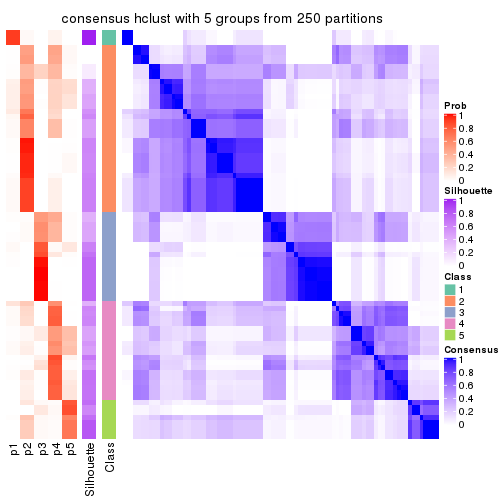 consensus hclust with 5 groups from 250 partitions
Prob
1
0.8
0.6
0.4
0.2
0
Silhouette
1
0.8
0.6
0.4
0.2
0
Class
1
2
3
4
5
Consensus
1
0.8
0.6
0.4
0.2
0
p1
p2
p3
p4
p5
Silhouette
Class